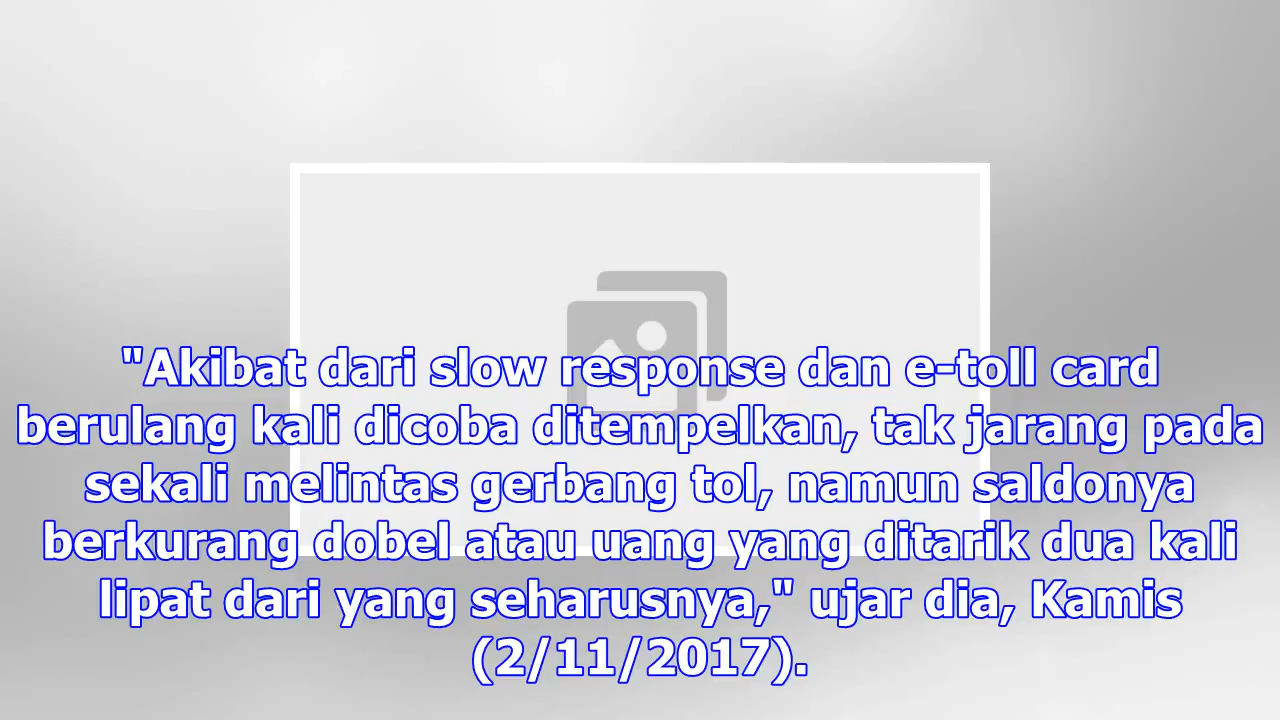 "Akibat dari slow response dan e-toll card
berulang kali dicoba ditempelkan, tak jarang pada
sekali melintas gerbang tol, namun saldonya
berkurang dobel atau uang yang ditarik dua kali
lipat dari yang seharusnya," ujar dia, Kamis
(2/11/2017).